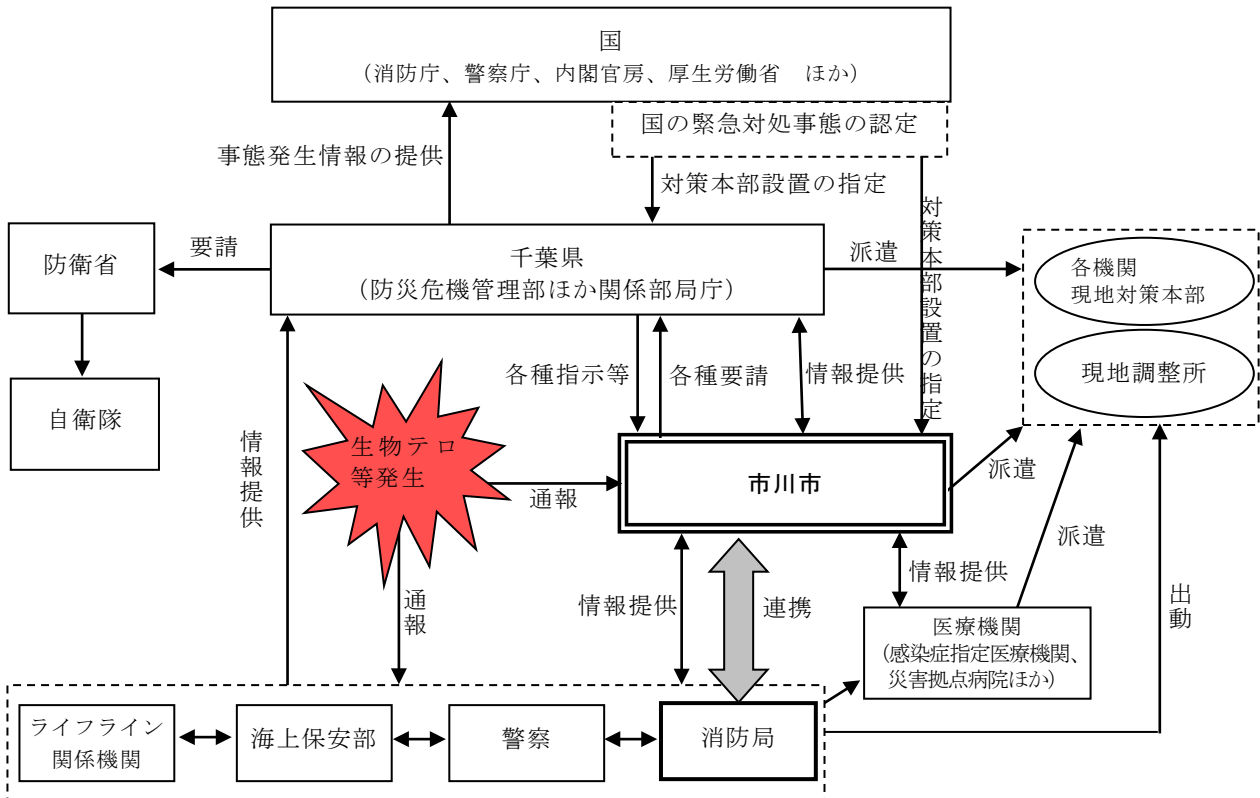 国
（消防庁、警察庁、内閣官房、厚生労働省　ほか）
国の緊急対処事態の認定
事態発生情報の提供
対策本部設置の指定
対策本部設置の指定
防衛省
要請
千葉県
（防災危機管理部ほか関係部局庁）
派遣
各機関
現地対策本部
現地調整所
自衛隊
各種指示等
各種要請
情報提供
情報提供
生物テロ
等発生
通報
市川市
派遣
通報
情報提供
連携
情報提供
派遣
出動
医療機関
（感染症指定医療機関、
災害拠点病院ほか）
ライフライン
関係機関
海上保安部
警察
消防局